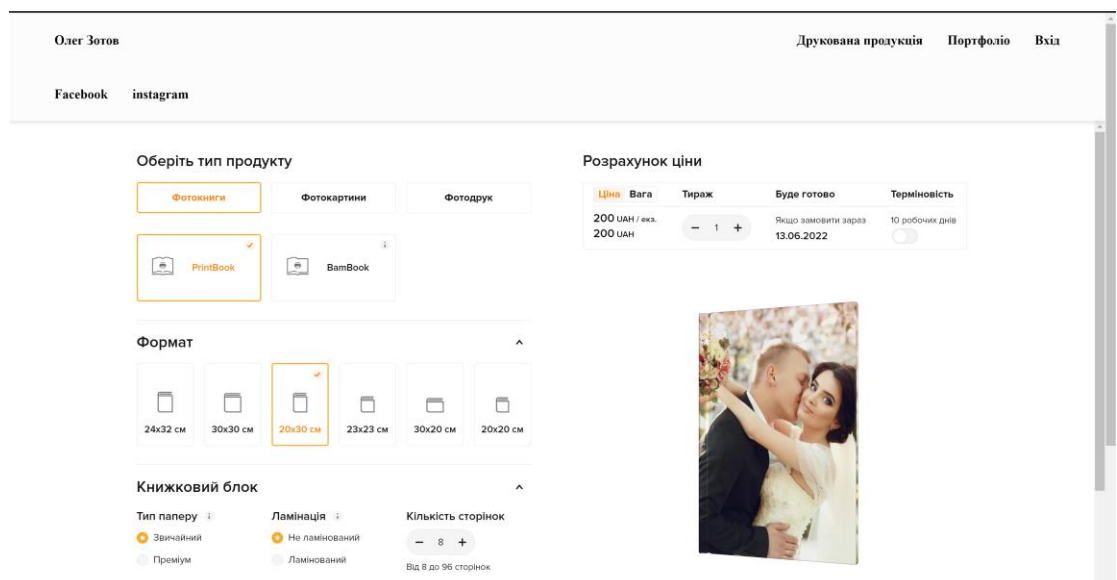 Олег Зотов
Друкована продукція Портфоліо Вхід
Facebook instagram
Оберіть тип продукту
Фотокниги Фотокартини Фотодрук
PrintBook BamBook
Формат
24x32 см 30x30 см 20x30 см 23x23 см 30x20 см 20x20 см
Книжковий блок
Тип паперу Ламінація Кількість сторінок
Звичайний Не ламінований - 8 +
Преміум Ламінований
Від 8 до 96 сторінок
Розрахунок ціни
Ціна Вага Тираж Буде готово Терміновість
200 UAH / екз. Якщо замовити зараз 10 робочих днів
200 UAH - 1 + 13.06.2022